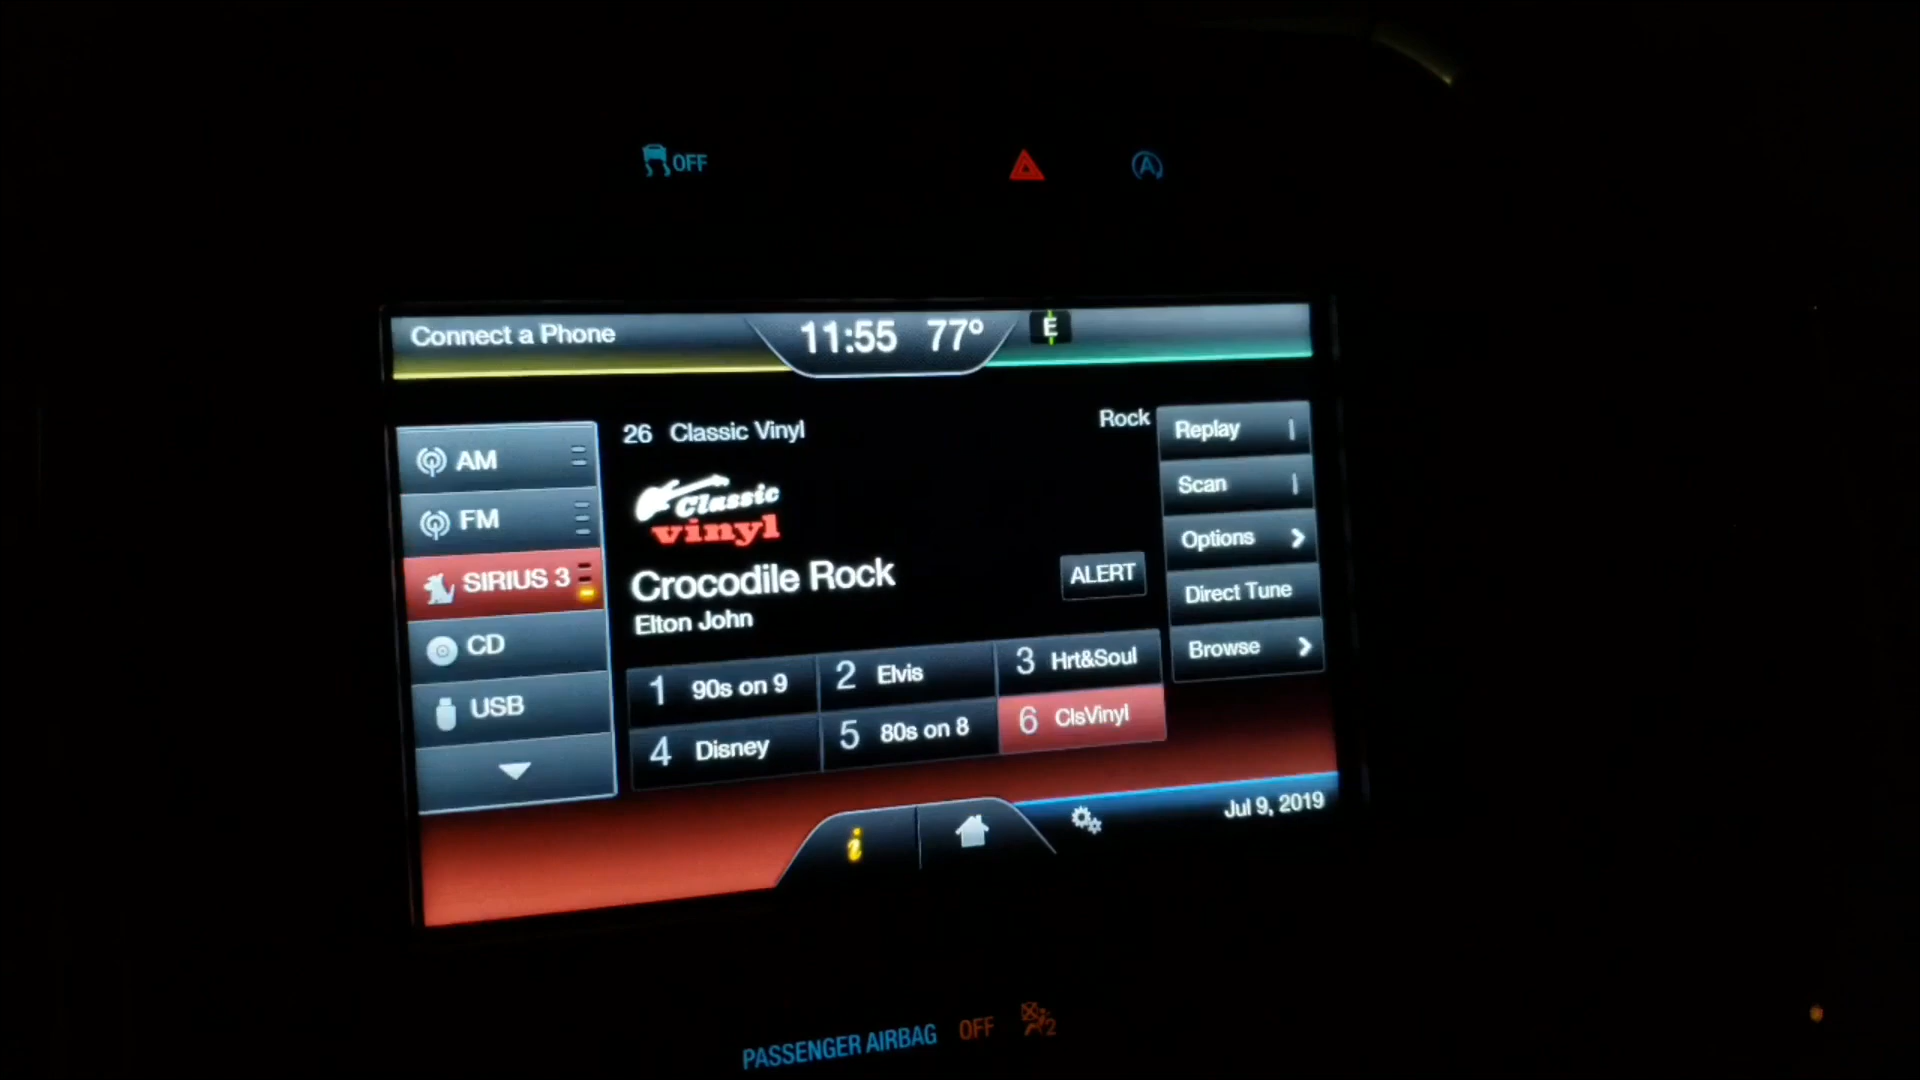 OFF
A
Connect a Phone
11:55 77°
E
AM
FM
SIRIUS 3
CD
USB
26 Classic Vinyl
Rock
Classic
vinyl
Crocodile Rock
Elton John
ALERT
1 90s on 9
2 Elvis
3 Hrt&Soul
4 Disney
5 80s on 8
6 ClsVinyl
Replay
Scan
Options
Direct Tune
Browse
i
Jul 9, 2019
PASSENGER AIRBAG OFF 2